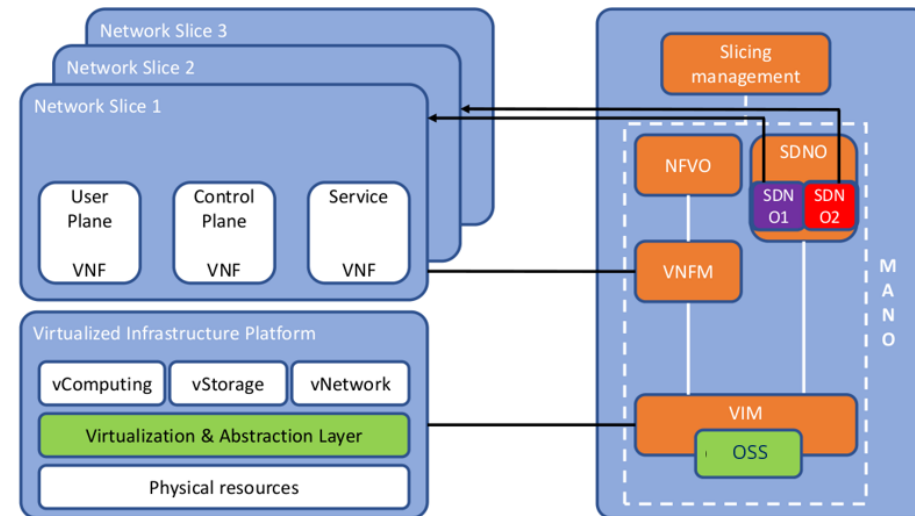 Network Slice 3
Network Slice 2
Network Slice 1
User
Plane
VNF
Control
Plane
VNF
Service
VNF
Virtualized Infrastructure Platform
vComputing
vStorage
vNetwork
Virtualization & Abstraction Layer
Physical resources
Slicing
management
NFVO
SDNO
SDN
O1
SDN
O2
VNFM
VIM
OSS
M
A
N
O